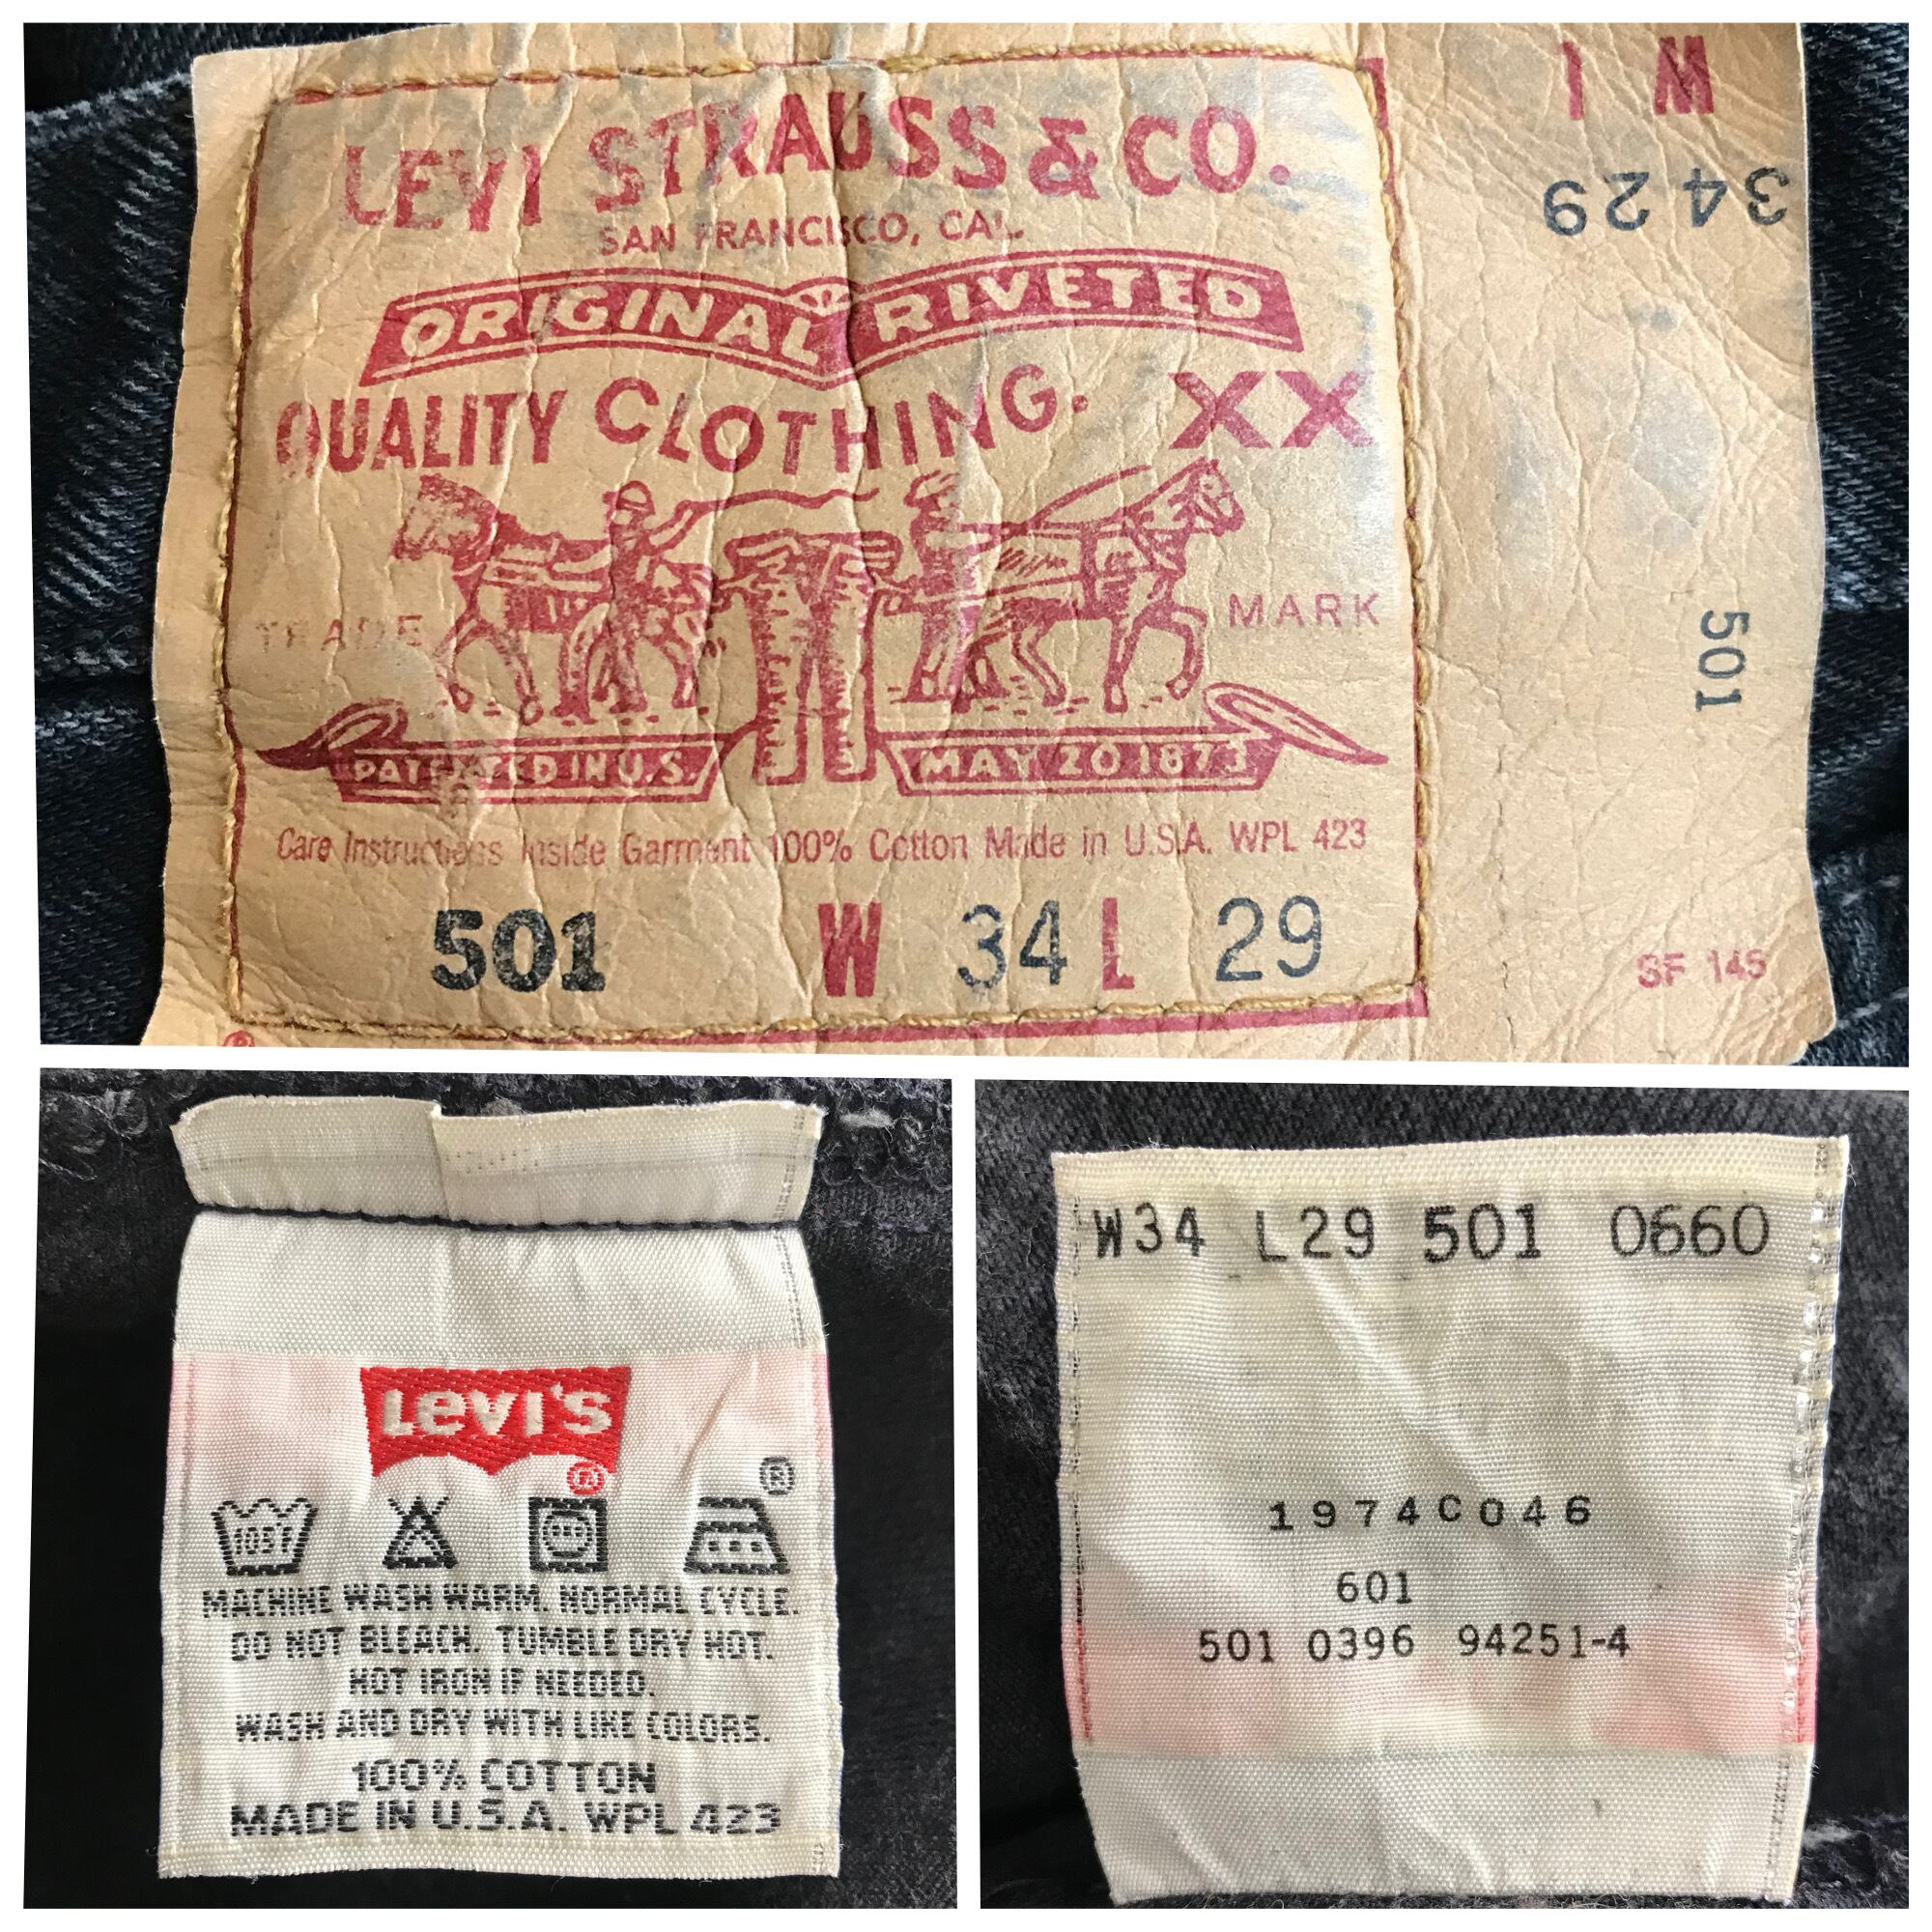 LEVI STRAUSS & CO.
SAN FRANCISCO, CAL.
ORIGINAL RIVETED
QUALITY CLOTHING. XX
TRADE MARK
PATENTED IN U.S. MAY 20 1873
Care Instructions Inside Garment 100% Cotton Made in U.S.A. WPL 423
501 W 34 L 29
®
W L
34 29
501
SF 145
LEVI'S
®
®
105F
MACHINE WASH WARM. NORMAL CYCLE.
DO NOT BLEACH. TUMBLE DRY HOT.
HOT IRON IF NEEDED.
WASH AND DRY WITH LIKE COLORS.
100% COTTON
MADE IN U.S.A. WPL 423
W34 L29 501 0660
1974C046
601
501 0396 94251-4